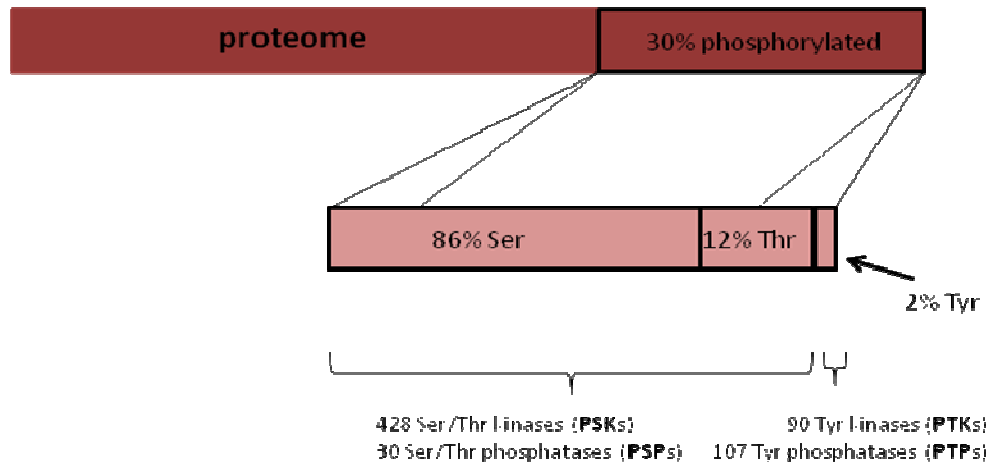 proteome
30% phosphorylated
86% Ser
12% Thr
2% Tyr
428 Ser/Thr kinases (PSKs)
90 Tyr kinases (PTKs)
30 Ser/Thr phosphatases (PSPs)
107 Tyr phosphatases (PTPs)